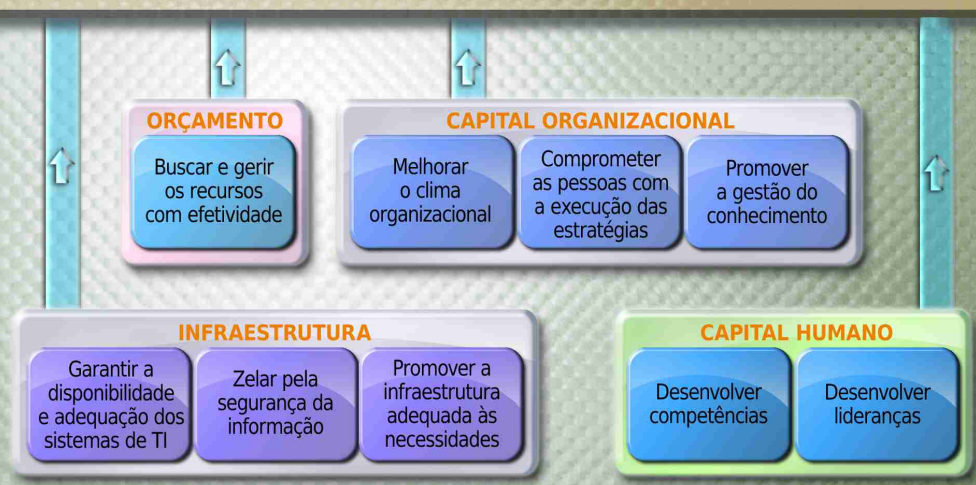 ORÇAMENTO
Buscar e gerir
os recursos
com efetividade
CAPITAL ORGANIZACIONAL
Melhorar
o clima
organizacional
Comprometer
as pessoas com
a execução das
estratégias
Promover
a gestão do
conhecimento
INFRAESTRUTURA
Garantir a
disponibilidade
e adequação dos
sistemas de TI
Zelar pela
segurança da
informação
Promover a
infraestrutura
adequada às
necessidades
CAPITAL HUMANO
Desenvolver
competências
Desenvolver
lideranças